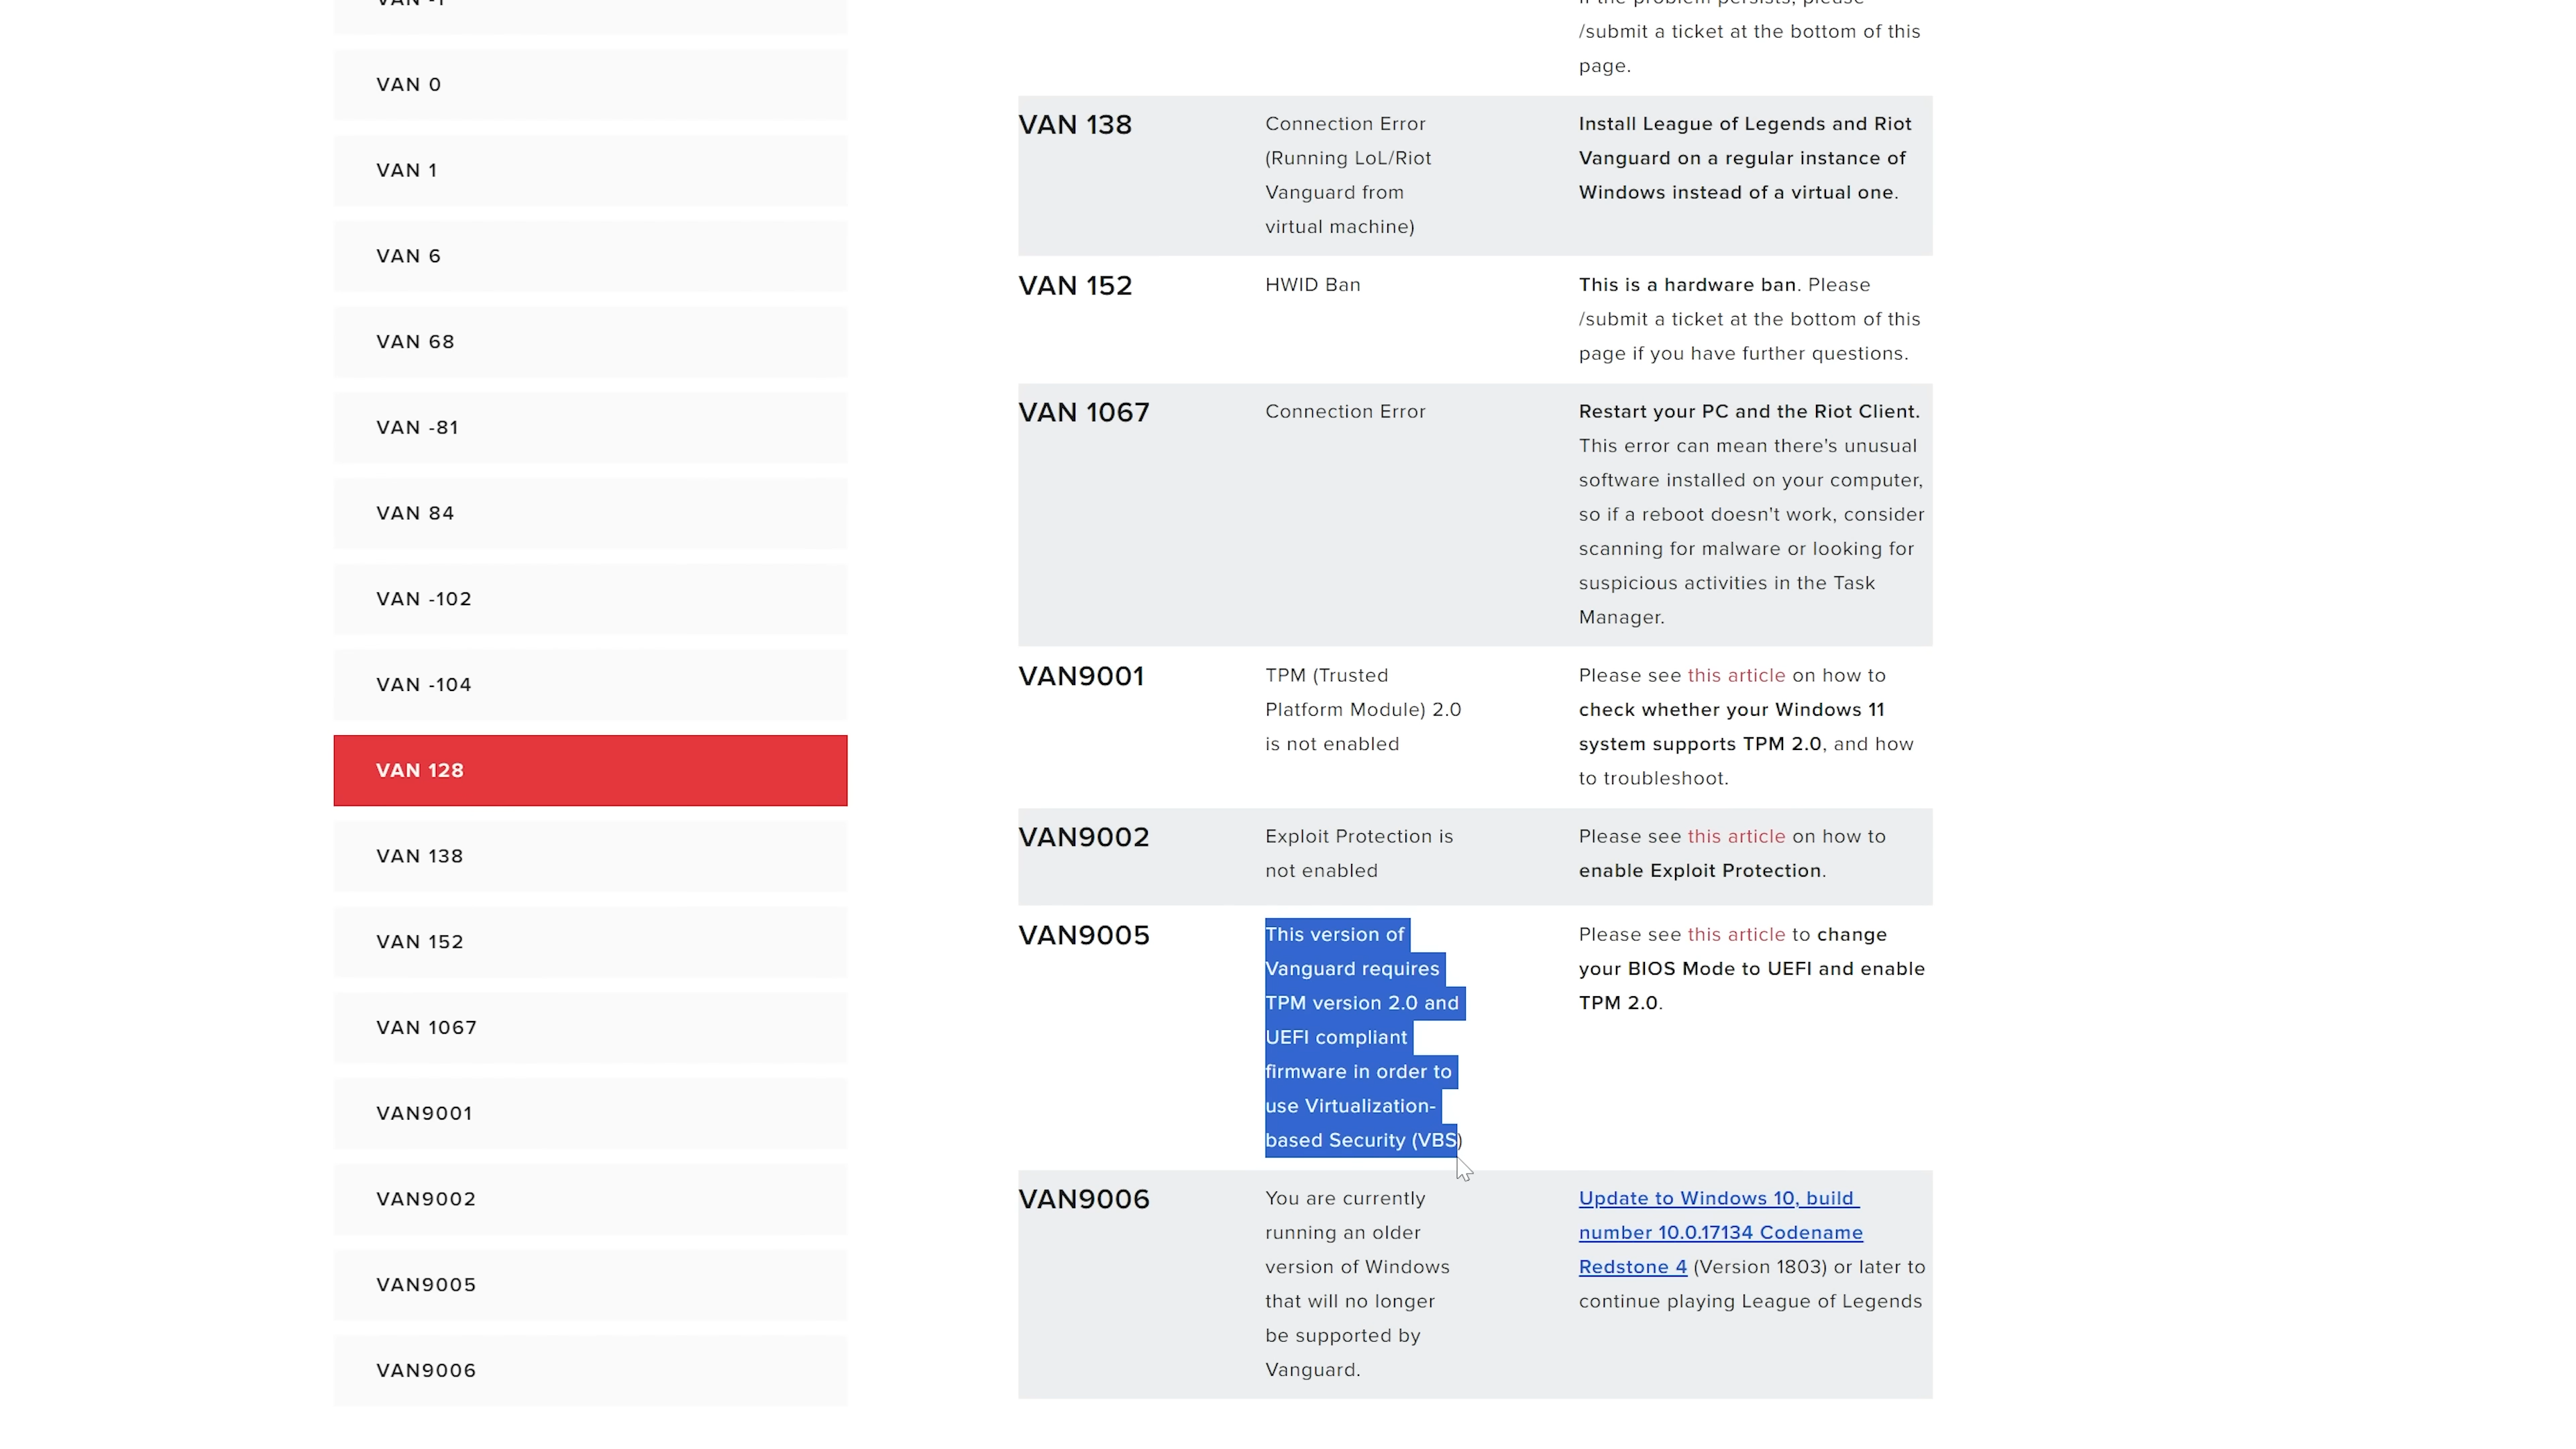 VAN -1
VAN 0
VAN 1
VAN 6
VAN 68
VAN -81
VAN 84
VAN -102
VAN -104
VAN 128
VAN 138
VAN 152
VAN 1067
VAN9001
VAN9002
VAN9005
VAN9006
If the problem persists, please
/submit a ticket at the bottom of this
page.
VAN 138
Connection Error
(Running LoL/Riot
Vanguard from
virtual machine)
Install League of Legends and Riot
Vanguard on a regular instance of
Windows instead of a virtual one.
VAN 152
HWID Ban
This is a hardware ban. Please
/submit a ticket at the bottom of this
page if you have further questions.
VAN 1067
Connection Error
Restart your PC and the Riot Client.
This error can mean there's unusual
software installed on your computer,
so if a reboot doesn't work, consider
scanning for malware or looking for
suspicious activities in the Task
Manager.
VAN9001
TPM (Trusted
Platform Module) 2.0
is not enabled
Please see this article on how to
check whether your Windows 11
system supports TPM 2.0, and how
to troubleshoot.
VAN9002
Exploit Protection is
not enabled
Please see this article on how to
enable Exploit Protection.
VAN9005
This version of
Vanguard requires
TPM version 2.0 and
UEFI compliant
firmware in order to
use Virtualization-
based Security (VBS)
Please see this article to change
your BIOS Mode to UEFI and enable
TPM 2.0.
VAN9006
You are currently
running an older
version of Windows
that will no longer
be supported by
Vanguard.
Update to Windows 10, build
number 10.0.17134 Codename
Redstone 4 (Version 1803) or later to
continue playing League of Legends